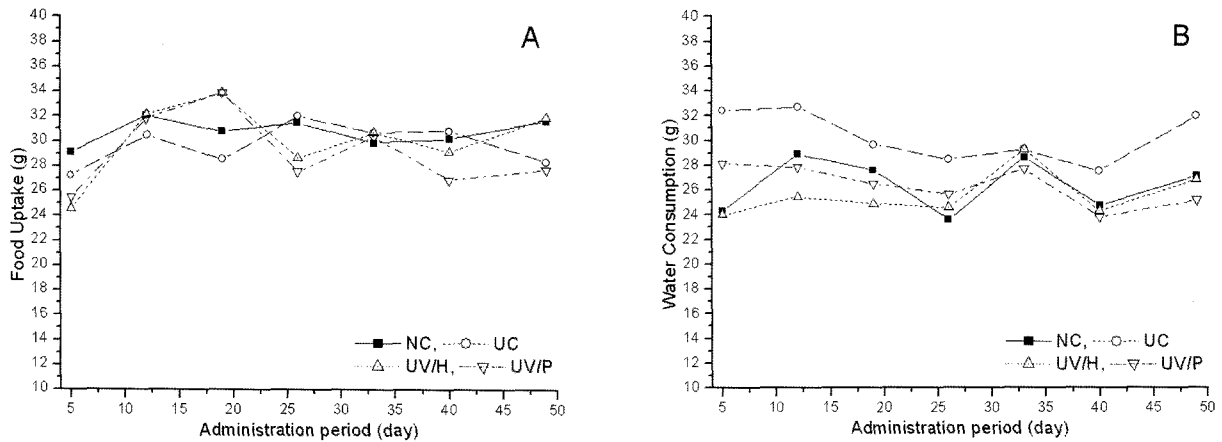 A
Food Uptake (g)
40
38
36
34
32
30
28
26
24
22
20
18
16
14
12
10
NC, UC
UV/H, UV/P
5 10 15 20 25 30 35 40 45 50
Administration period (day)
B
Water Consumption (g)
40
38
36
34
32
30
28
26
24
22
20
18
16
14
12
10
NC, UC
UV/H, UV/P
5 10 15 20 25 30 35 40 45 50
Administration period (day)